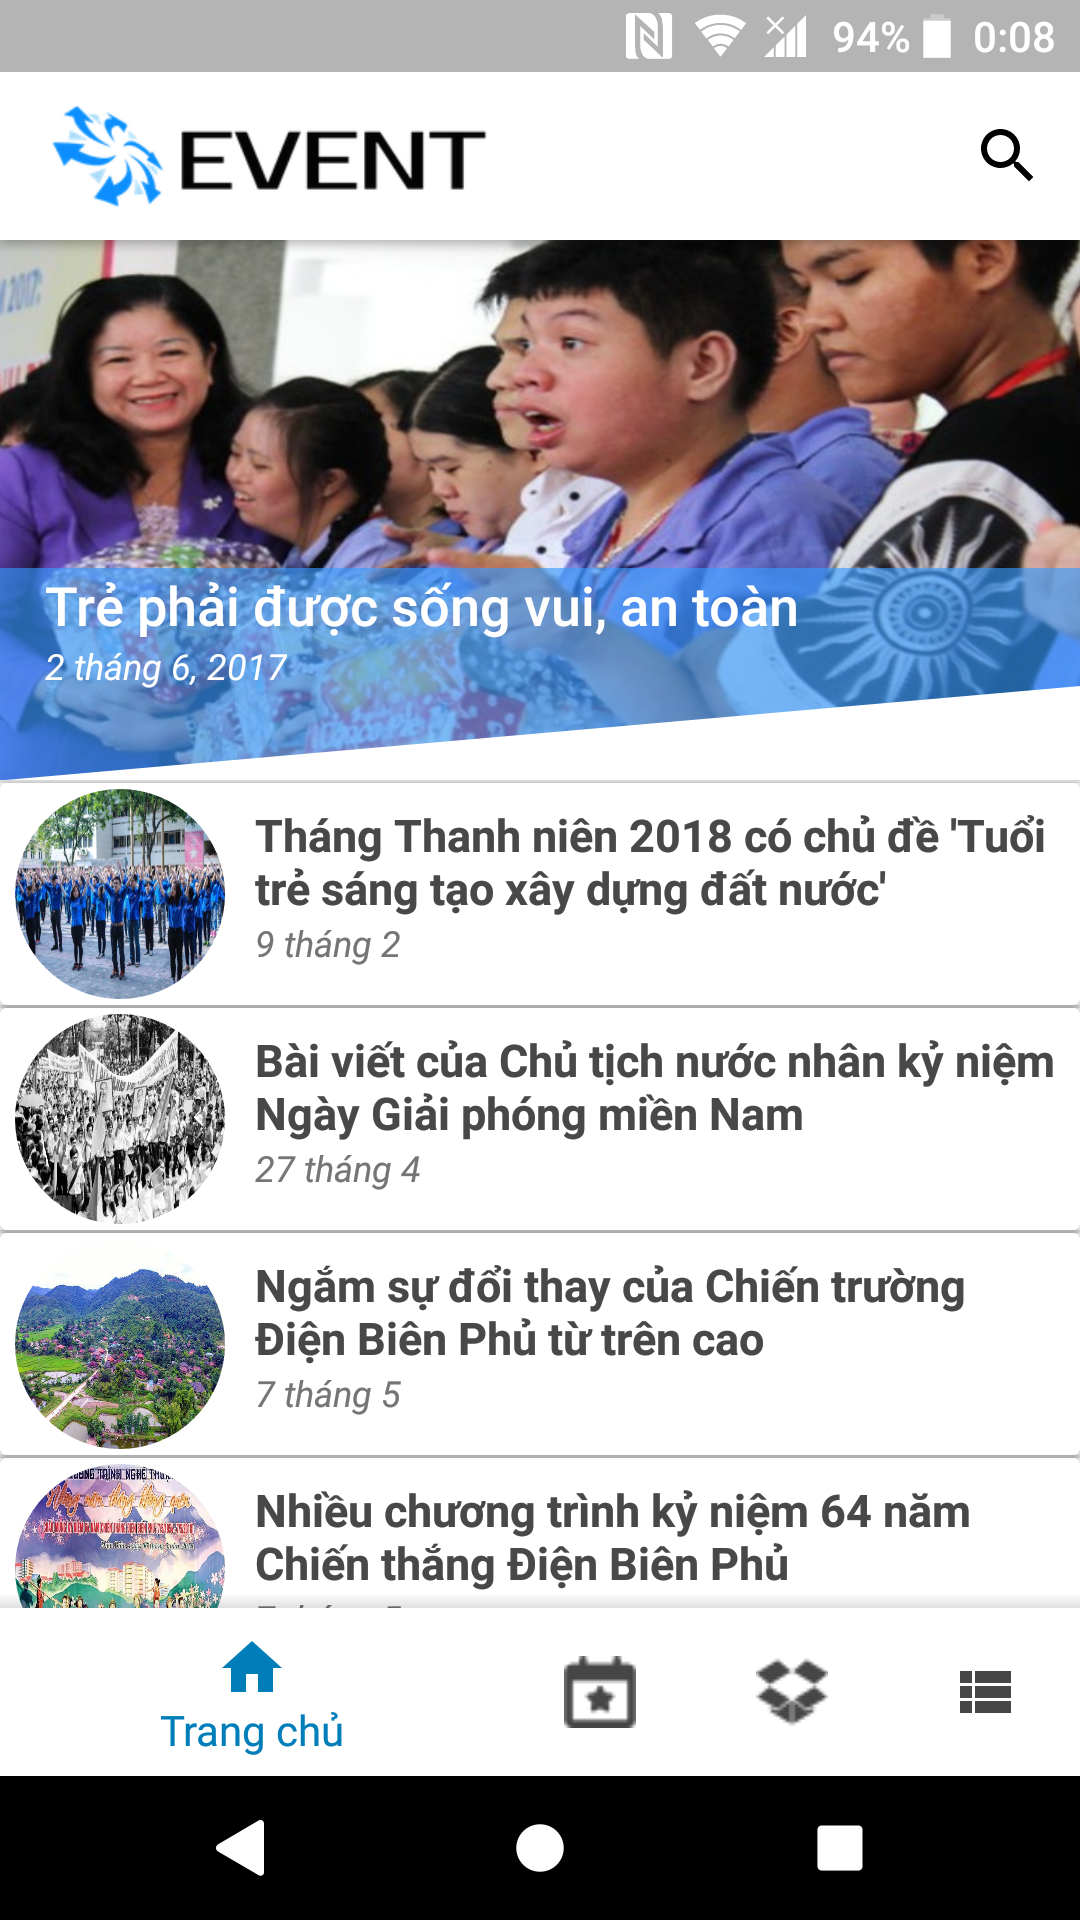 94% 0:08
EVENT
2017:
Trẻ phải được sống vui, an toàn
2 tháng 6, 2017
Tháng Thanh niên 2018 có chủ đề 'Tuổi
trẻ sáng tạo xây dựng đất nước'
9 tháng 2
Bài viết của Chủ tịch nước nhân kỷ niệm
Ngày Giải phóng miền Nam
27 tháng 4
Ngắm sự đổi thay của Chiến trường
Điện Biên Phủ từ trên cao
7 tháng 5
Nhiều chương trình kỷ niệm 64 năm
Chiến thắng Điện Biên Phủ
Trang chủ